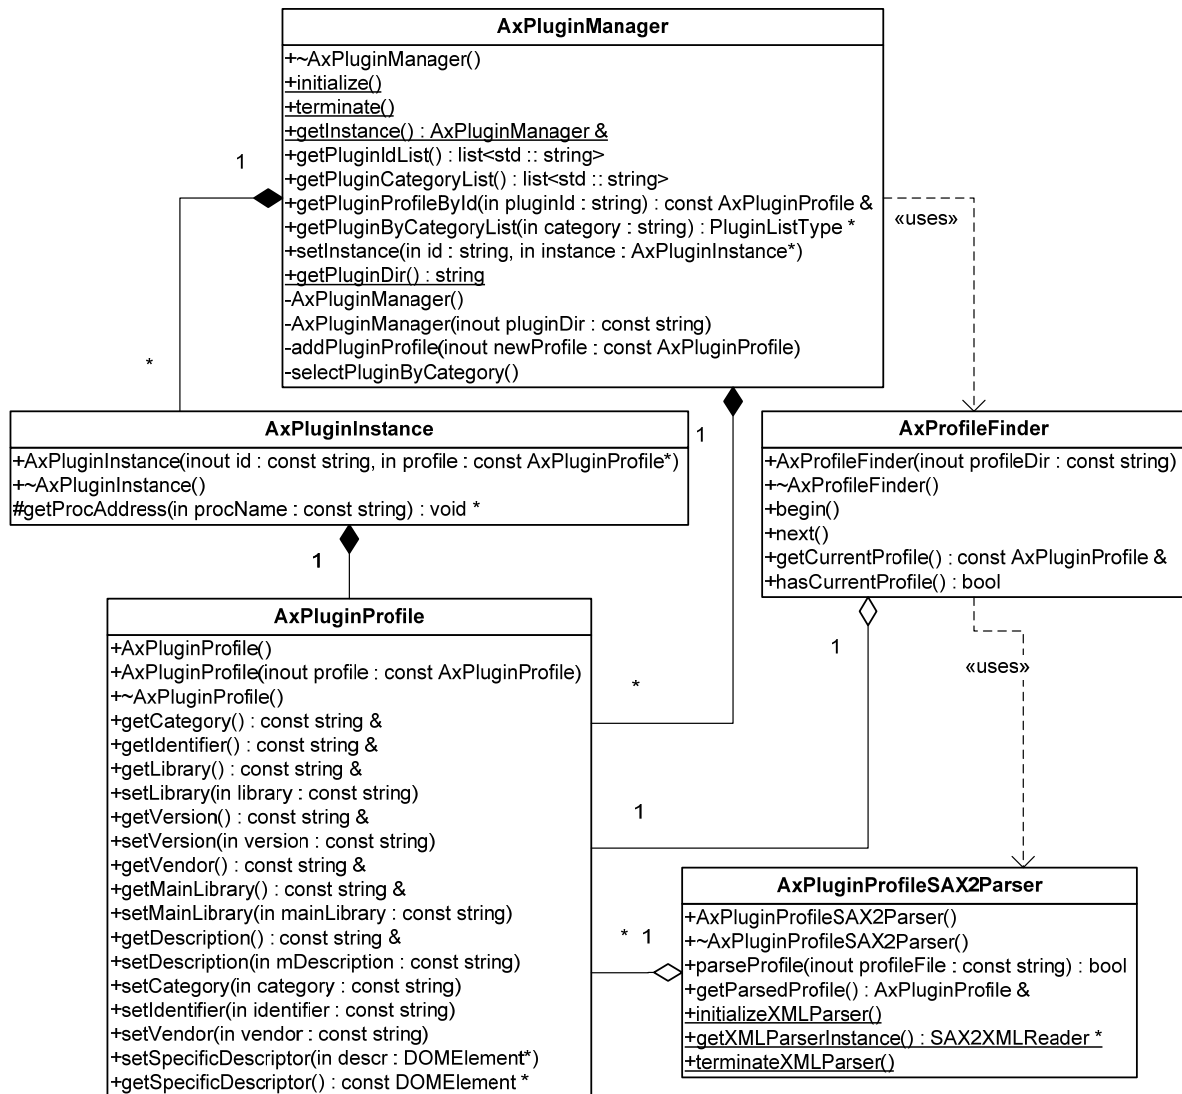 AxPluginManager
+~AxPluginManager()
+initialize()
+terminate()
+getInstance() : AxPluginManager &
+getPluginIdList() : list<std :: string>
+getPluginCategoryList() : list<std :: string>
+getPluginProfileById(in pluginId : string) : const AxPluginProfile &
+getPluginByCategoryList(in category : string) : PluginListType *
+setInstance(in id : string, in instance : AxPluginInstance*)
+getPluginDir() : string
-AxPluginManager()
-AxPluginManager(inout pluginDir : const string)
-addPluginProfile(inout newProfile : const AxPluginProfile)
-selectPluginByCategory()
1
*
«uses»
1
*
AxPluginInstance
+AxPluginInstance(inout id : const string, in profile : const AxPluginProfile*)
+~AxPluginInstance()
#getProcAddress(in procName : const string) : void *
1
AxProfileFinder
+AxProfileFinder(inout profileDir : const string)
+~AxProfileFinder()
+begin()
+next()
+getCurrentProfile() : const AxPluginProfile &
+hasCurrentProfile() : bool
1
1
«uses»
AxPluginProfile
+AxPluginProfile()
+AxPluginProfile(inout profile : const AxPluginProfile)
+~AxPluginProfile()
+getCategory() : const string &
+getIdentifier() : const string &
+getLibrary() : const string &
+setLibrary(in library : const string)
+getVersion() : const string &
+setVersion(in version : const string)
+getVendor() : const string &
+getMainLibrary() : const string &
+setMainLibrary(in mainLibrary : const string)
+getDescription() : const string &
+setDescription(in mDescription : const string)
+setCategory(in category : const string)
+setIdentifier(in identifier : const string)
+setVendor(in vendor : const string)
+setSpecificDescriptor(in descr : DOMElement*)
+getSpecificDescriptor() : const DOMElement *
* 1
AxPluginProfileSAX2Parser
+AxPluginProfileSAX2Parser()
+~AxPluginProfileSAX2Parser()
+parseProfile(inout profileFile : const string) : bool
+getParsedProfile() : AxPluginProfile &
+initializeXMLParser()
+getXMLParserInstance() : SAX2XMLReader *
+terminateXMLParser()